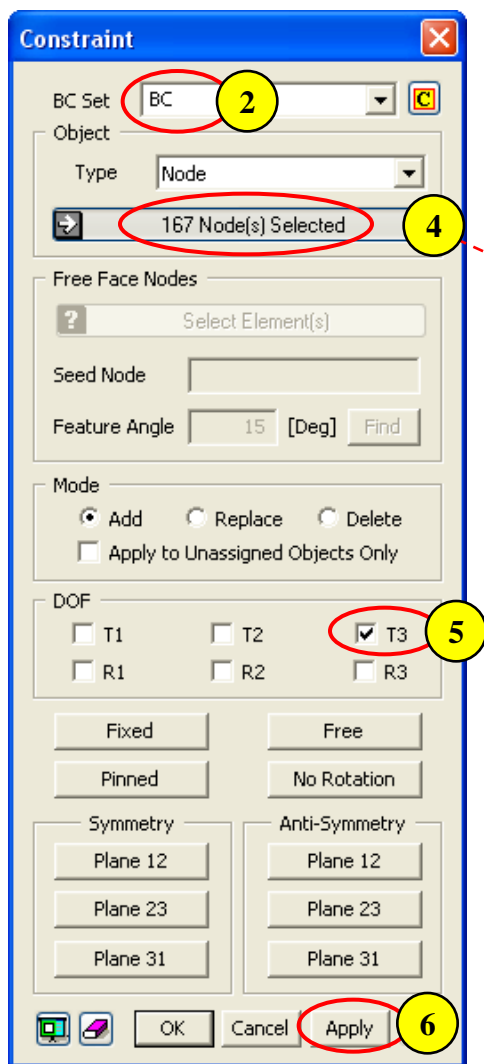 Constraint
BC Set BC 2 C
Object
Type Node
167 Node(s) Selected 4
Free Face Nodes
? Select Element(s)
Seed Node
Feature Angle 15 [Deg] Find
Mode
Add Replace Delete
Apply to Unassigned Objects Only
DOF
T1 T2 T3 5
R1 R2 R3
Fixed Free
Pinned No Rotation
Symmetry Anti-Symmetry
Plane 12 Plane 12
Plane 23 Plane 23
Plane 31 Plane 31
OK Cancel Apply 6